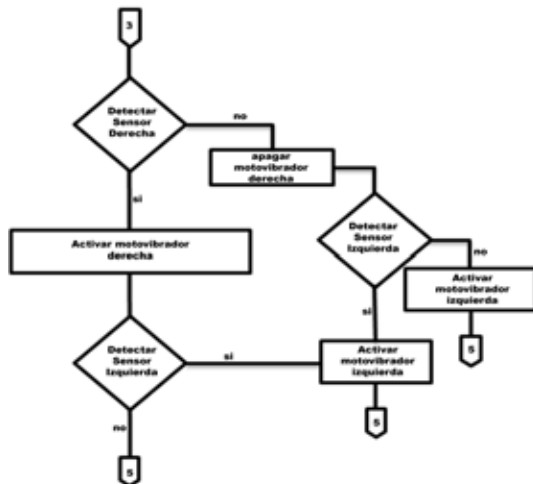 3
Detectar
Sensor
Derecha
no
apagar
motovibrador
derecha
si
Detectar
Sensor
Izquierda
Activar motovibrador
derecha
no
Activar
motovibrador
izquierda
si
Detectar
Sensor
Izquierda
si
Activar
motovibrador
izquierda
5
no
5
5